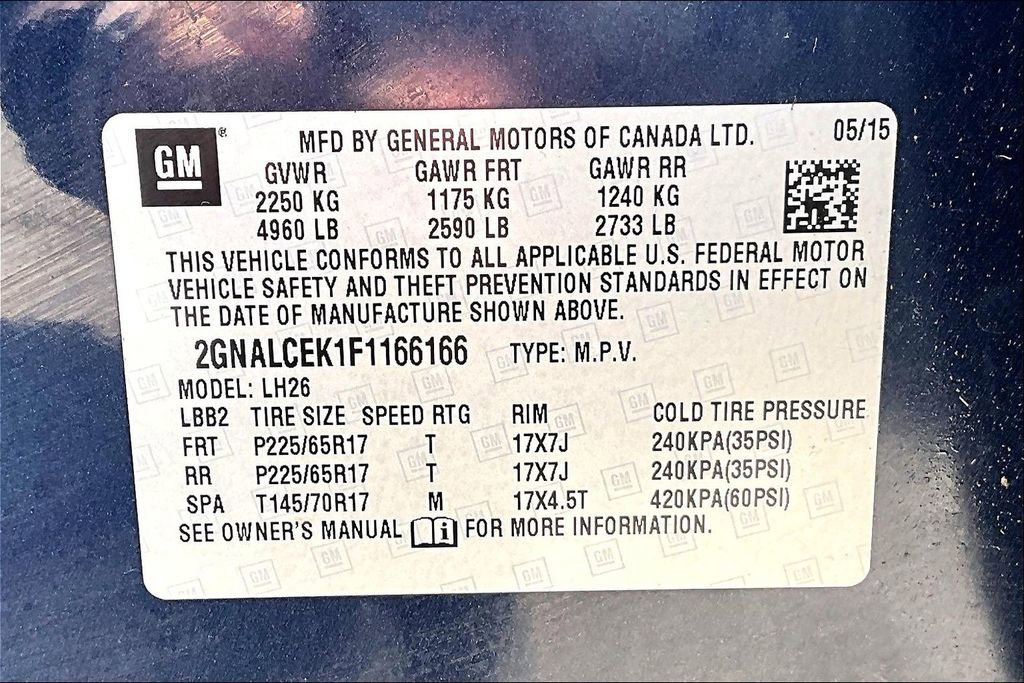 GM® MFD BY GENERAL MOTORS OF CANADA LTD. 05/15
GVWR GAWR FRT GAWR RR
2250 KG 1175 KG 1240 KG
4960 LB 2590 LB 2733 LB
THIS VEHICLE CONFORMS TO ALL APPLICABLE U.S. FEDERAL MOTOR
VEHICLE SAFETY AND THEFT PREVENTION STANDARDS IN EFFECT ON
THE DATE OF MANUFACTURE SHOWN ABOVE.
2GNALCEK1F1166166 TYPE: M.P.V.
MODEL: LH26
LBB2 TIRE SIZE SPEED RTG RIM COLD TIRE PRESSURE
FRT P225/65R17 T 17X7J 240KPA(35PSI)
RR P225/65R17 T 17X7J 240KPA(35PSI)
SPA T145/70R17 M 17X4.5T 420KPA(60PSI)
SEE OWNER'S MANUAL i FOR MORE INFORMATION.